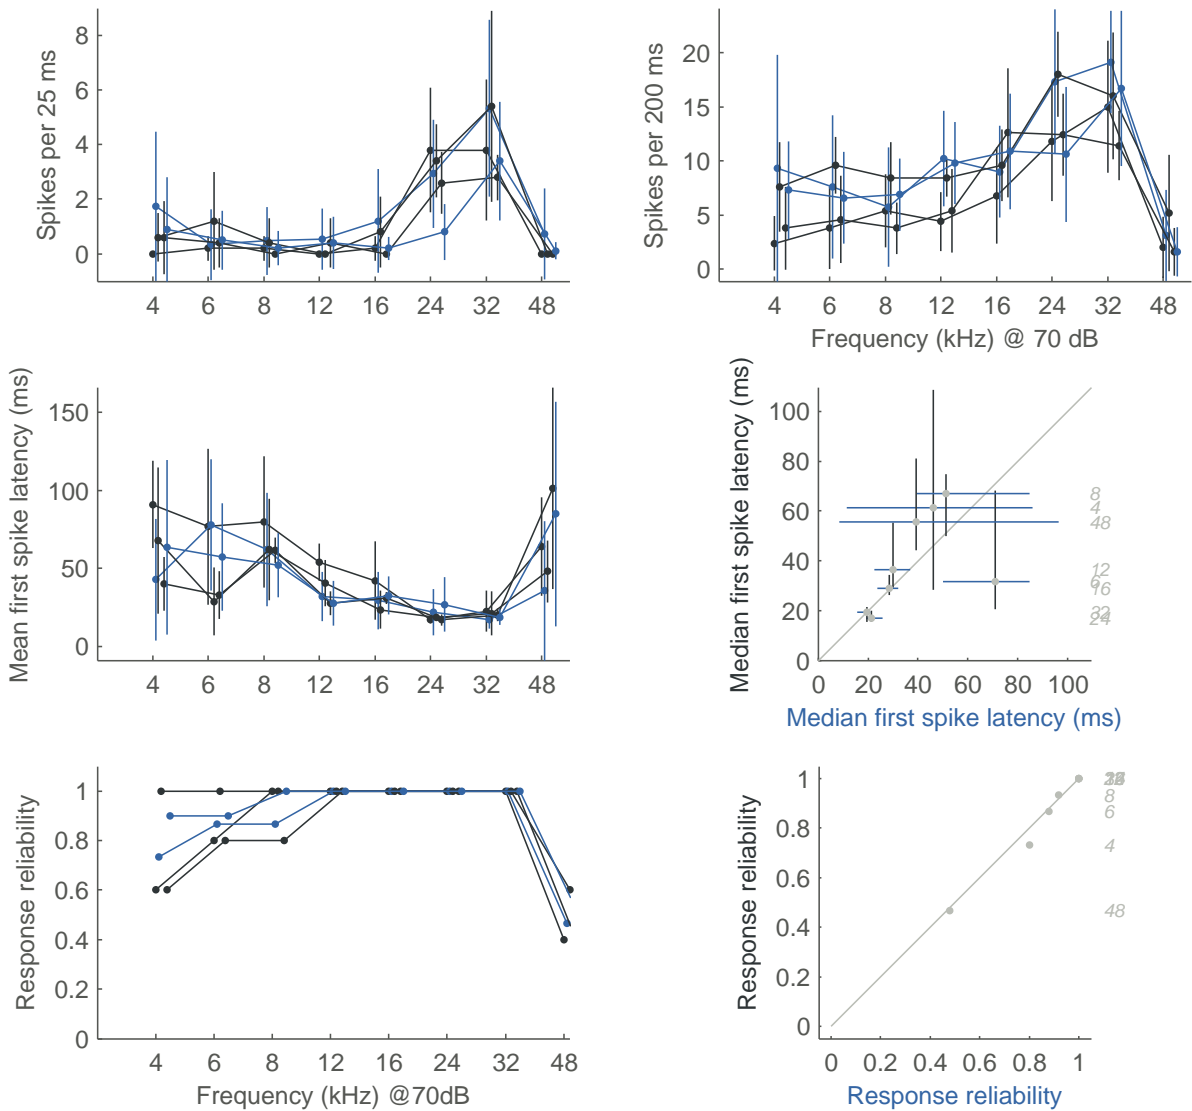 Spikes per 25 ms
8
6
4
2
0
4 6 8 12 16 24 32 48
Spikes per 200 ms
20
15
10
5
0
4 6 8 12 16 24 32 48
Frequency (kHz) @ 70 dB
Mean first spike latency (ms)
150
100
50
0
4 6 8 12 16 24 32 48
Median first spike latency (ms)
100
80
60
40
20
0
0 20 40 60 80 100
Median first spike latency (ms)
8
4
48
12
6
16
32
24
Response reliability
1
0.8
0.6
0.4
0.2
0
4 6 8 12 16 24 32 48
Frequency (kHz) @70dB
Response reliability
1
0.8
0.6
0.4
0.2
0
0 0.2 0.4 0.6 0.8 1
Response reliability
8
6
4
48